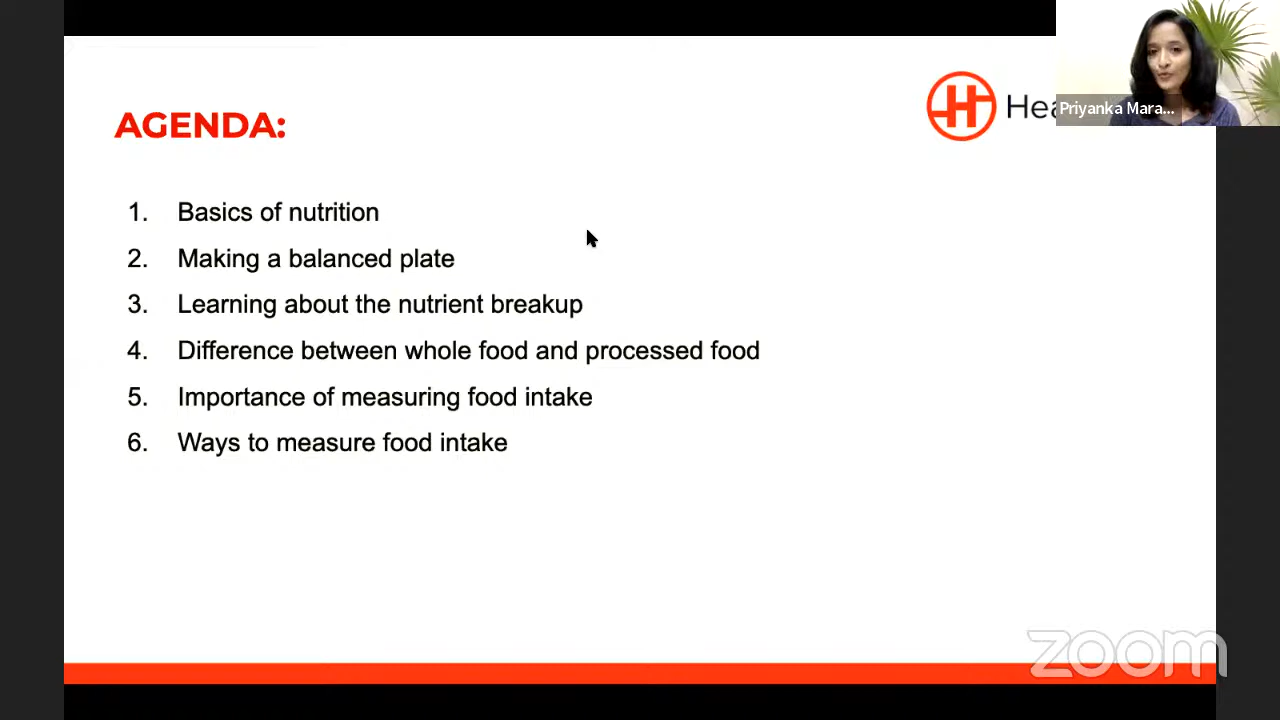 AGENDA:
Hea
Priyanka Mara...
1. Basics of nutrition
2. Making a balanced plate
3. Learning about the nutrient breakup
4. Difference between whole food and processed food
5. Importance of measuring food intake
6. Ways to measure food intake
zoom